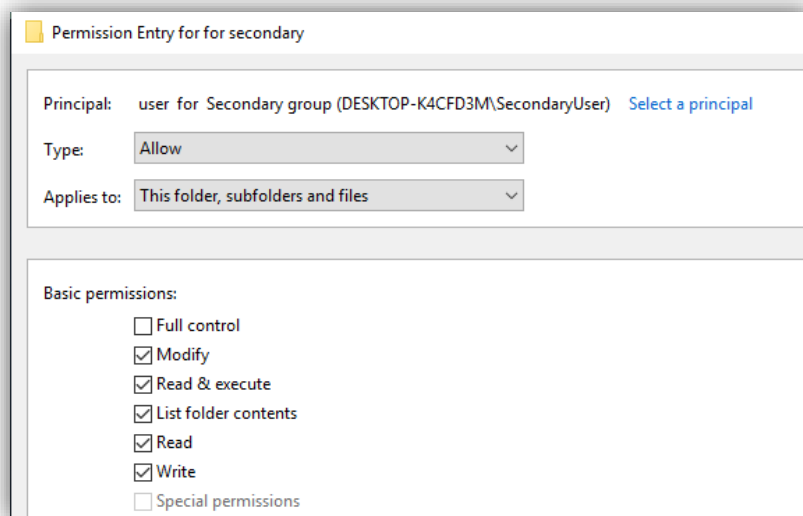 Permission Entry for for secondary
Principal: user for Secondary group (DESKTOP-K4CFD3M\SecondaryUser) Select a principal
Type: Allow
Applies to: This folder, subfolders and files
Basic permissions:
Full control
Modify
Read & execute
List folder contents
Read
Write
Special permissions